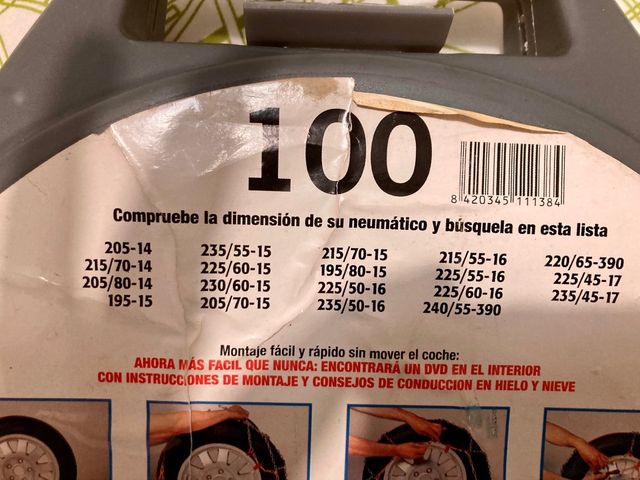 100
8 420345 111384
Compruebe la dimensión de su neumático y búsquela en esta lista
205-14 235/55-15 215/70-15 215/55-16 220/65-390
215/70-14 225/60-15 195/80-15 225/55-16 225/45-17
205/80-14 230/60-15 225/50-16 225/60-16 235/45-17
195-15 205/70-15 235/50-16 240/55-390
Montaje fácil y rápido sin mover el coche:
AHORA MÁS FACIL QUE NUNCA: ENCONTRARÁ UN DVD EN EL INTERIOR
CON INSTRUCCIONES DE MONTAJE Y CONSEJOS DE CONDUCCION EN HIELO Y NIEVE